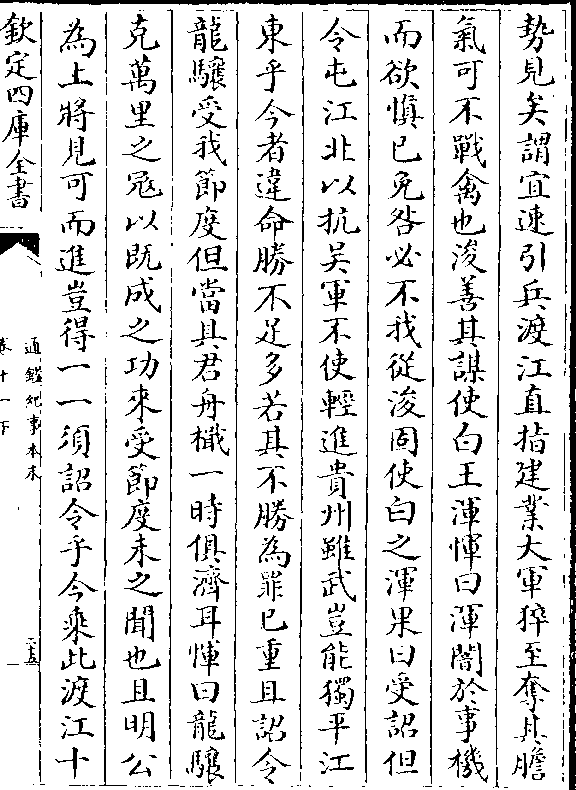 勢見矣謂宜速引兵渡江直指建業大軍猝至奪其膽
氣可不戰禽也浚善其謀使白王渾惲曰渾闇於事機
而欲慎己免咎必不我從浚固使白之渾果曰受詔但
令屯江北以抗吴軍不使輕進貴州雖武豈能獨平江
東乎今者違命勝不足多若其不勝為罪已重且詔令
龍驤受我節度但當具君舟檝一時俱濟耳惲曰龍驤
克萬里之宼以既成之功來受節度未之聞也且明公
為上將見可而進豈得一一須詔令乎今乘此渡江十
欽定四庫全書
通鑑紀事本末
卷十一下
二五